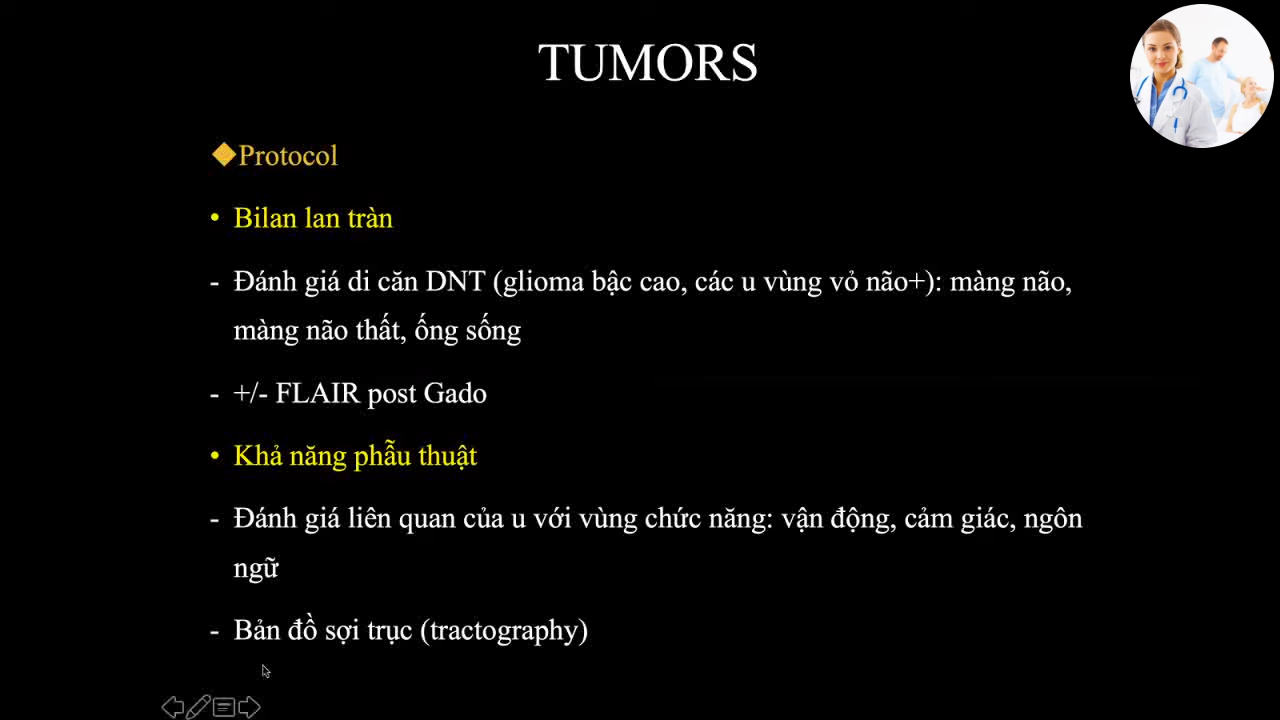 TUMORS
◆Protocol
• Bilan lan tràn
- Đánh giá di căn DNT (glioma bậc cao, các u vùng vỏ não+): màng não,
màng não thất, ống sống
- +/- FLAIR post Gado
• Khả năng phẫu thuật
- Đánh giá liên quan của u với vùng chức năng: vận động, cảm giác, ngôn
ngữ
- Bản đồ sợi trục (tractography)